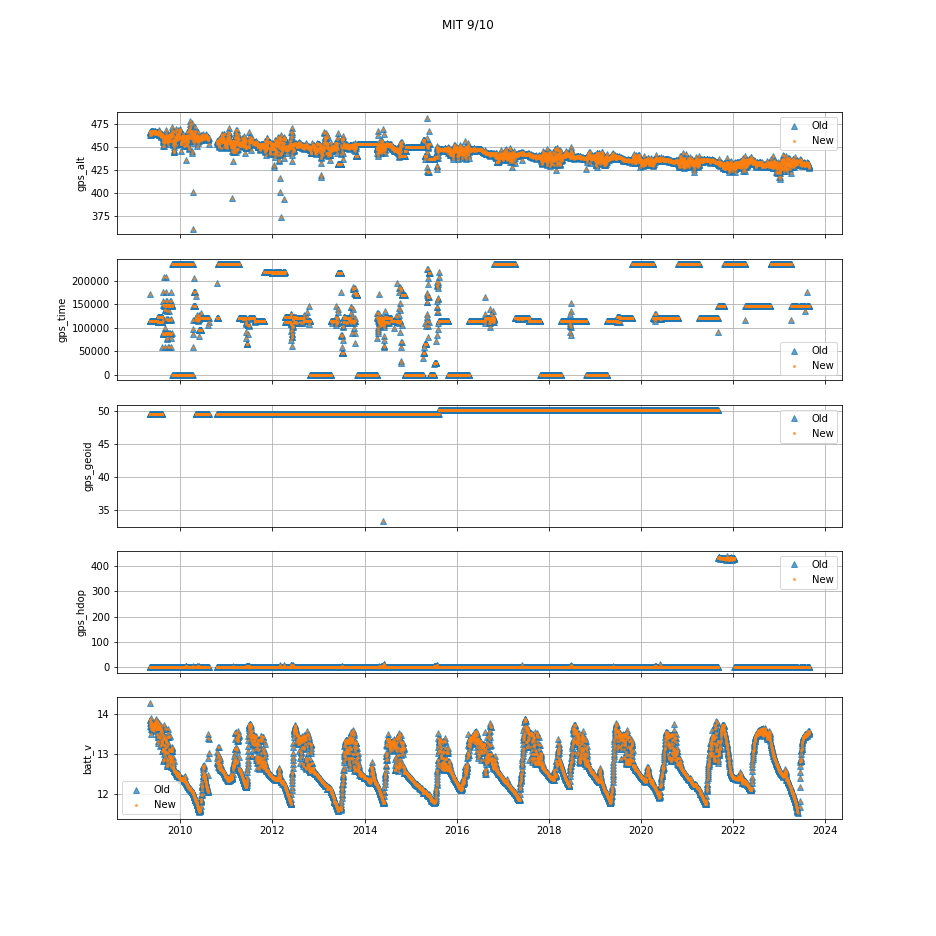 MIT 9/10
475
450
425
400
375
gps_alt
Old
New
200000
150000
100000
50000
0
gps_time
Old
New
50
45
40
35
gps_geoid
Old
New
400
300
200
100
0
gps_hdop
Old
New
14
13
12
batt_v
Old
New
2010 2012 2014 2016 2018 2020 2022 2024